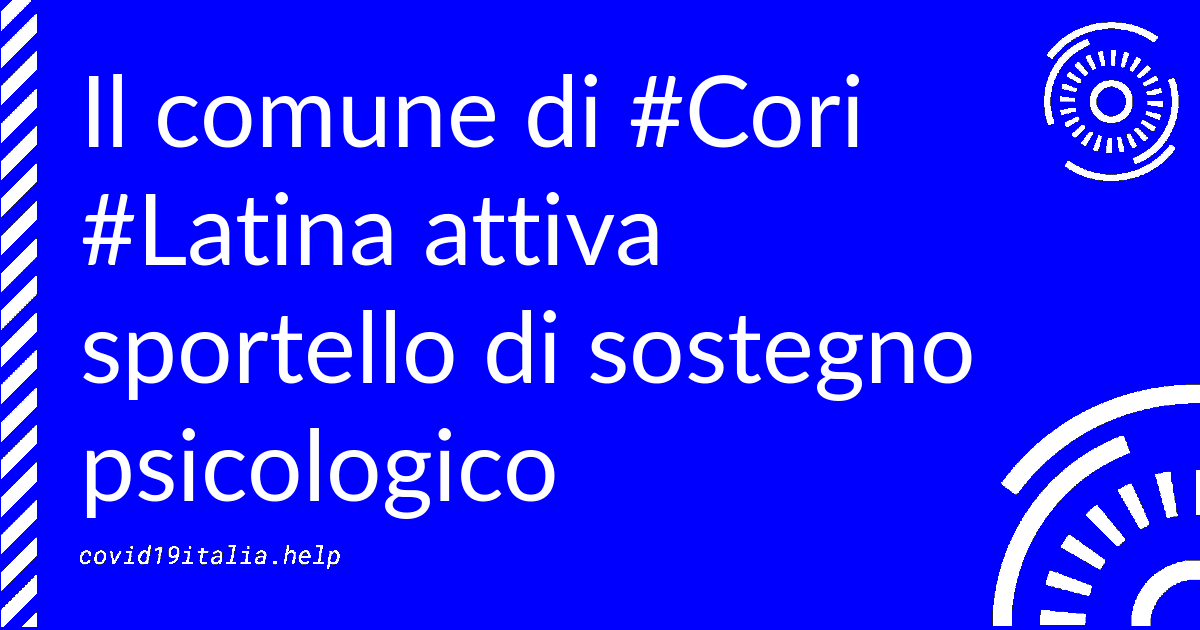 Il comune di #Cori
#Latina attiva
sportello di sostegno
psicologico
covid19italia.help